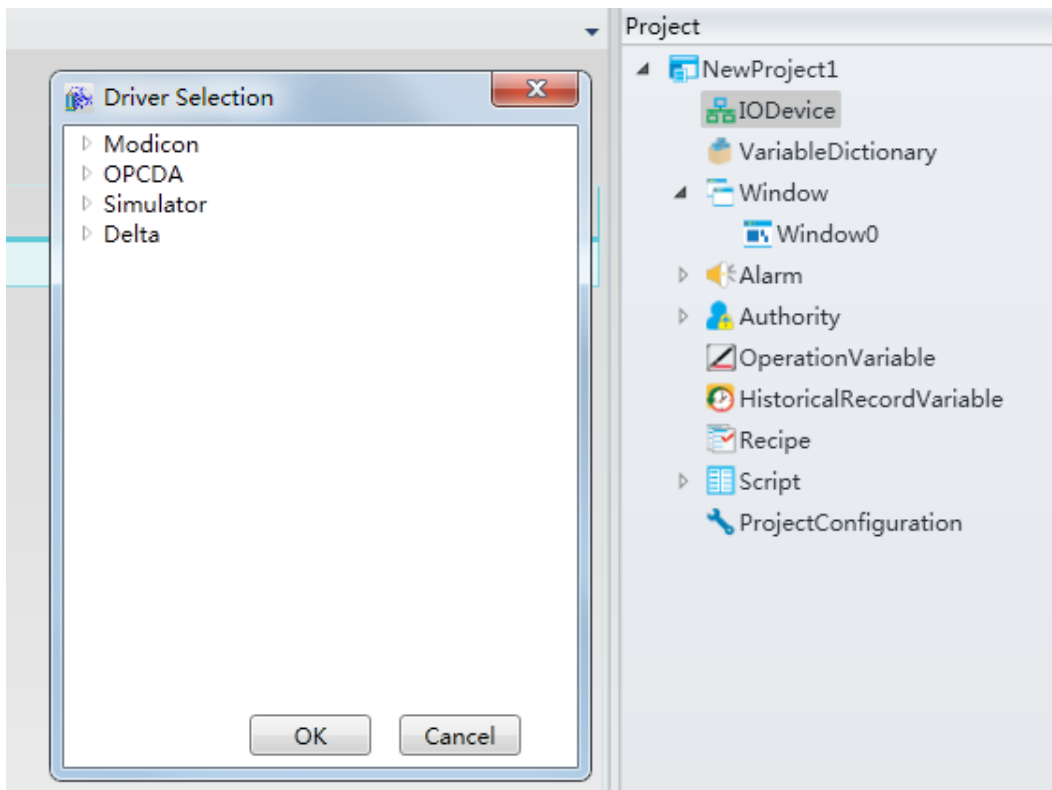 Driver Selection
Modicon
OPCDA
Simulator
Delta
OK
Cancel
Project
NewProject1
IODevice
VariableDictionary
Window
Window0
Alarm
Authority
OperationVariable
HistoricalRecordVariable
Recipe
Script
ProjectConfiguration